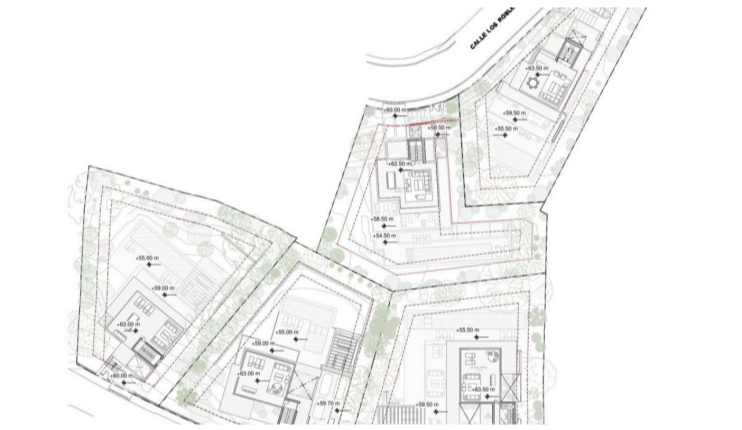 CALLE LOS ROBLE
+63.50 m
+60.00 m
+59.50 m
+58.50 m
+55.50 m
+62.50 m
+58.50 m
+54.50 m
+55.00 m
+59.00 m
+63.00 m
+60.00 m
+55.00 m
+59.00 m
+63.00 m
+59.70 m
+55.50 m
+63.50 m
+59.50 m